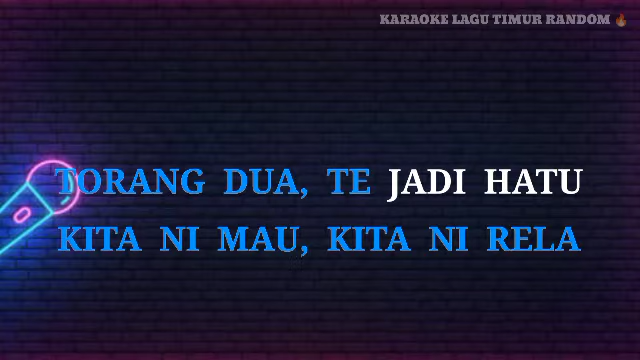 KARAOKE LAGU TIMUR RANDOM 🔥
TORANG DUA, TE JADI HATU
KITA NI MAU, KITA NI RELA